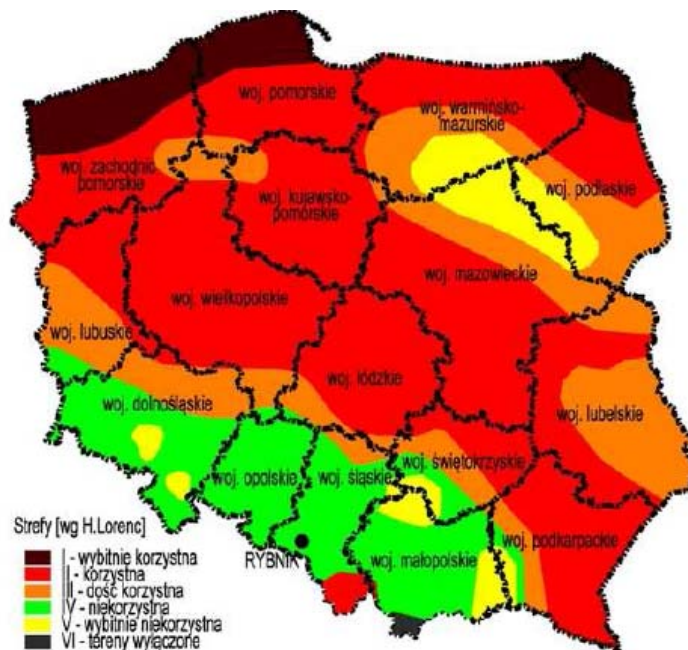 woj. pomorskie
woj. warmińsko-
mazurskie
woj. zachodnio
pomorskie
woj. kujawsko-
pomorskie
woj. podlaskie
woj. mazowieckie
woj. wielkopolskie
woj. lubuskie
woj. łódzkie
woj. dolnośląskie
woj. lubelskie
woj. opolskie
woj. śląskie
woj. świętokrzyskie
woj. małopolskie
woj. podkarpackie
RYBNIK
Strefy [wg H.Lorenc]
I - wybitnie korzystna
II - korzystna
III - dość korzystna
IV - niekorzystna
V - wybitnie niekorzystna
VI - tereny wyłączone